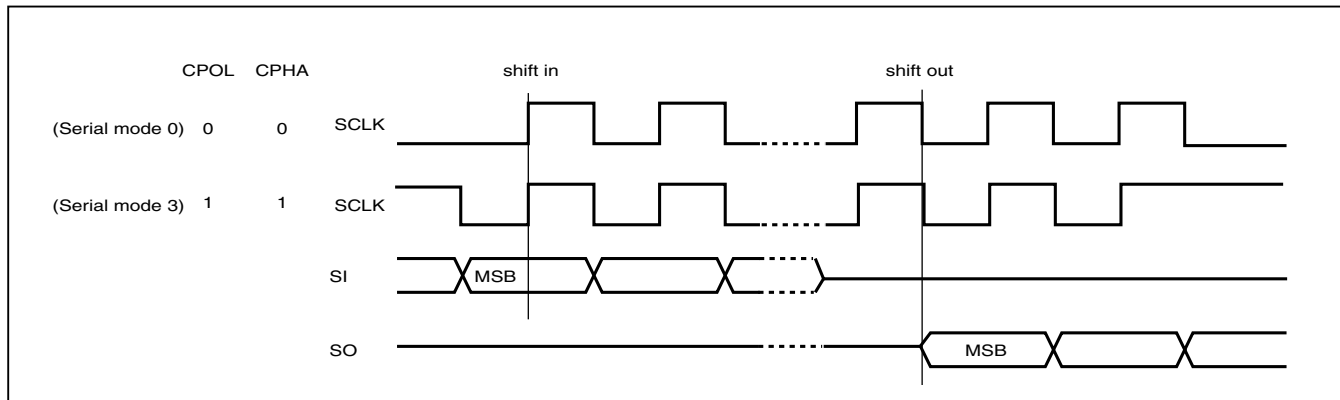 CPOL CPHA shift in shift out
(Serial mode 0) 0 0 SCLK
(Serial mode 3) 1 1 SCLK
SI MSB
SO MSB